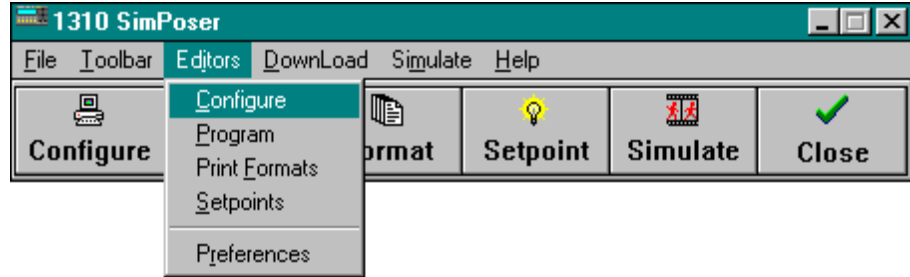 1310 SimPoser
File Toolbar Editors DownLoad Simulate Help
Configure ormat Setpoint Simulate Close
Configure
Program
Print Formats
Setpoints
Preferences